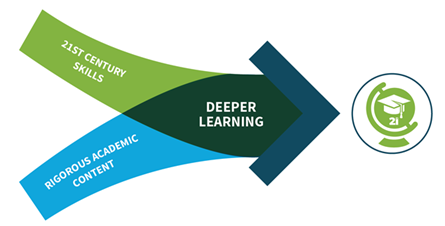 21ST CENTURY
SKILLS
DEEPER
LEARNING
RIGOROUS ACADEMIC
CONTENT
21